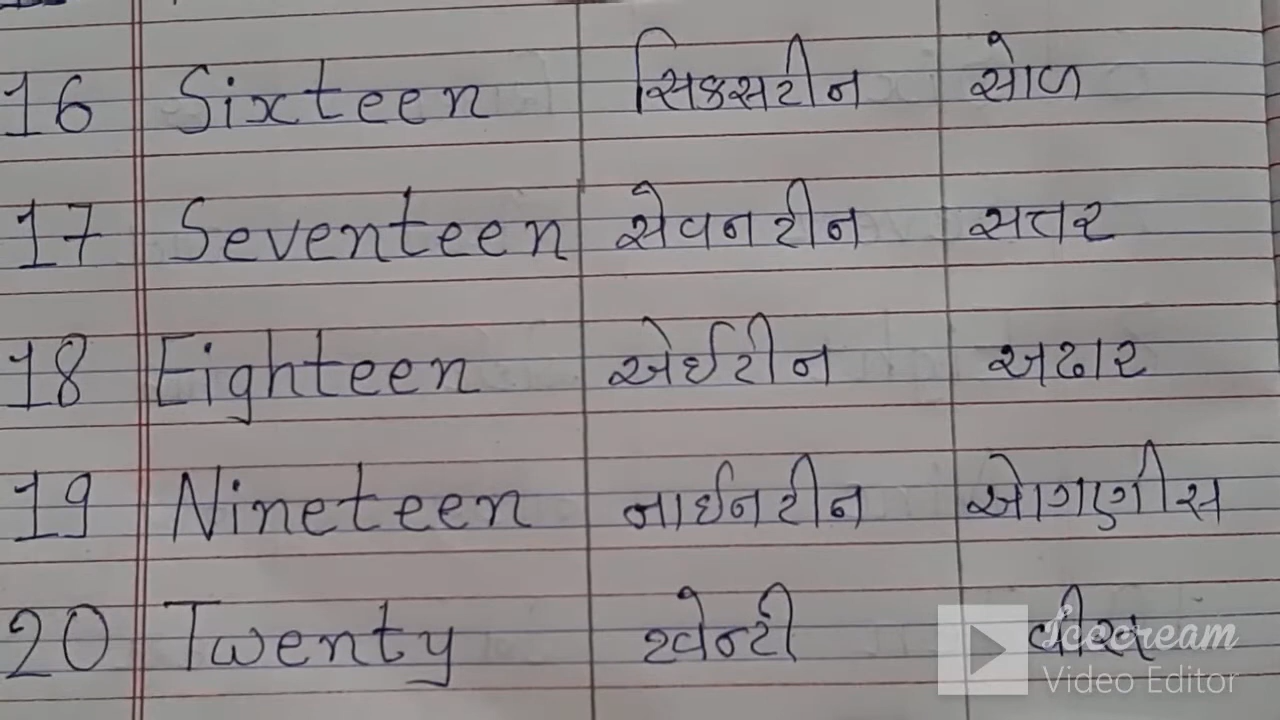 16 Sixteen સિક્સટીન સોળ
17 Seventeen સેવનટીન સત્તર
18 Eighteen એઈટીન અઢાર
19 Nineteen નાઈનટીન ઓગણીસ
20 Twenty ટ્વેન્ટી વીસ
Icecream
Video Editor